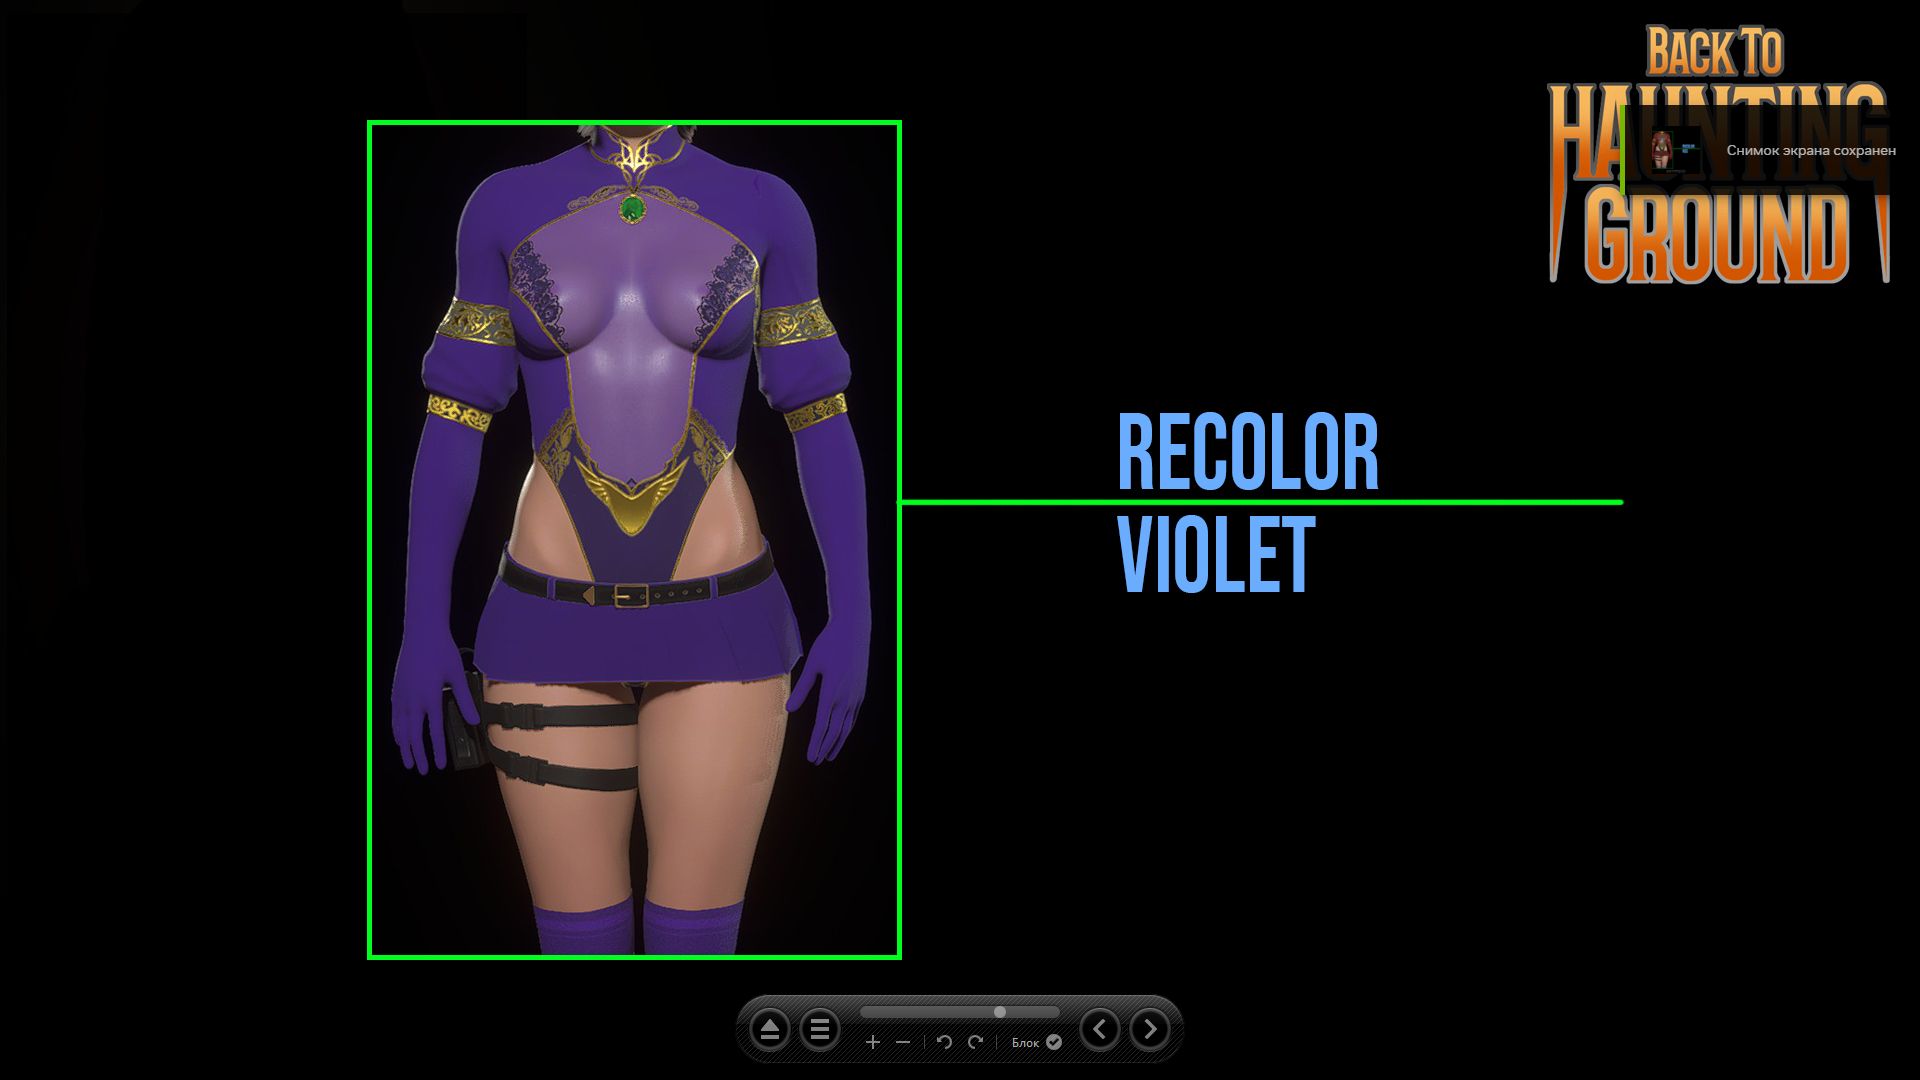 BACK TO
HAUNTING
GROUND
Снимок экрана сохранен
RECOLOR
VIOLET
Блок